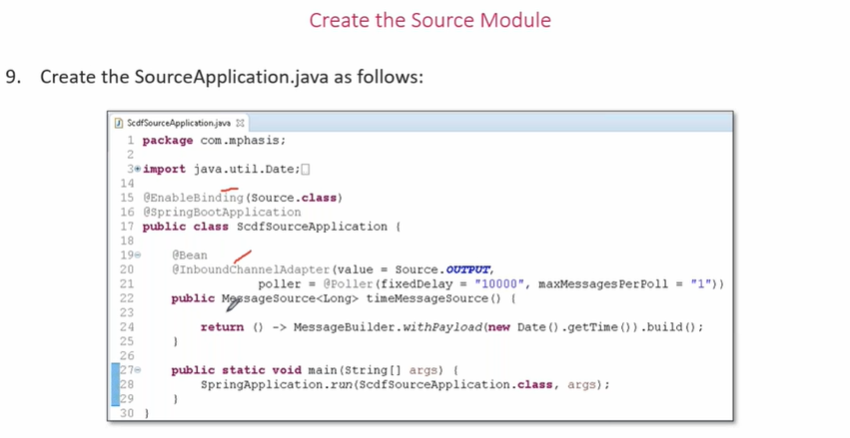 Create the Source Module
9. Create the SourceApplication.java as follows:
ScdfSourceApplication.java
1 package com.mphasis;
2
3 import java.util.Date;
14
15 @EnableBinding(Source.class)
16 @SpringBootApplication
17 public class ScdfSourceApplication {
18
19 @Bean
20 @InboundChannelAdapter(value = Source.OUTPUT,
21 poller = @Poller(fixedDelay = "10000", maxMessagesPerPoll = "1"))
22 public MessageSource<Long> timeMessageSource() {
23
24 return () -> MessageBuilder.withPayload(new Date().getTime()).build();
25 }
26
27 public static void main(String[] args) {
28 SpringApplication.run(ScdfSourceApplication.class, args);
29 }
30 }